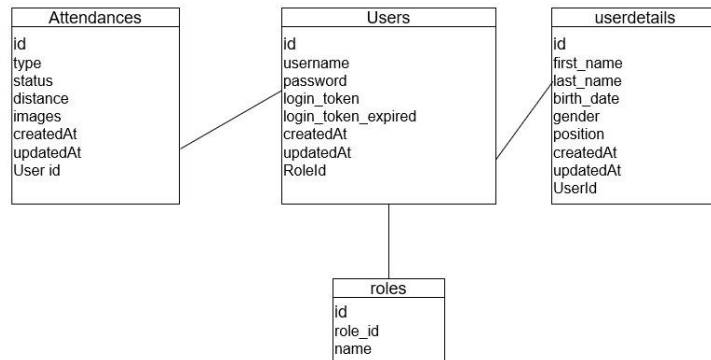 Attendances
id
type
status
distance
images
createdAt
updatedAt
User id
Users
id
username
password
login_token
login_token_expired
createdAt
updatedAt
RoleId
userdetails
id
first_name
last_name
birth_date
gender
position
createdAt
updatedAt
UserId
roles
id
role_id
name